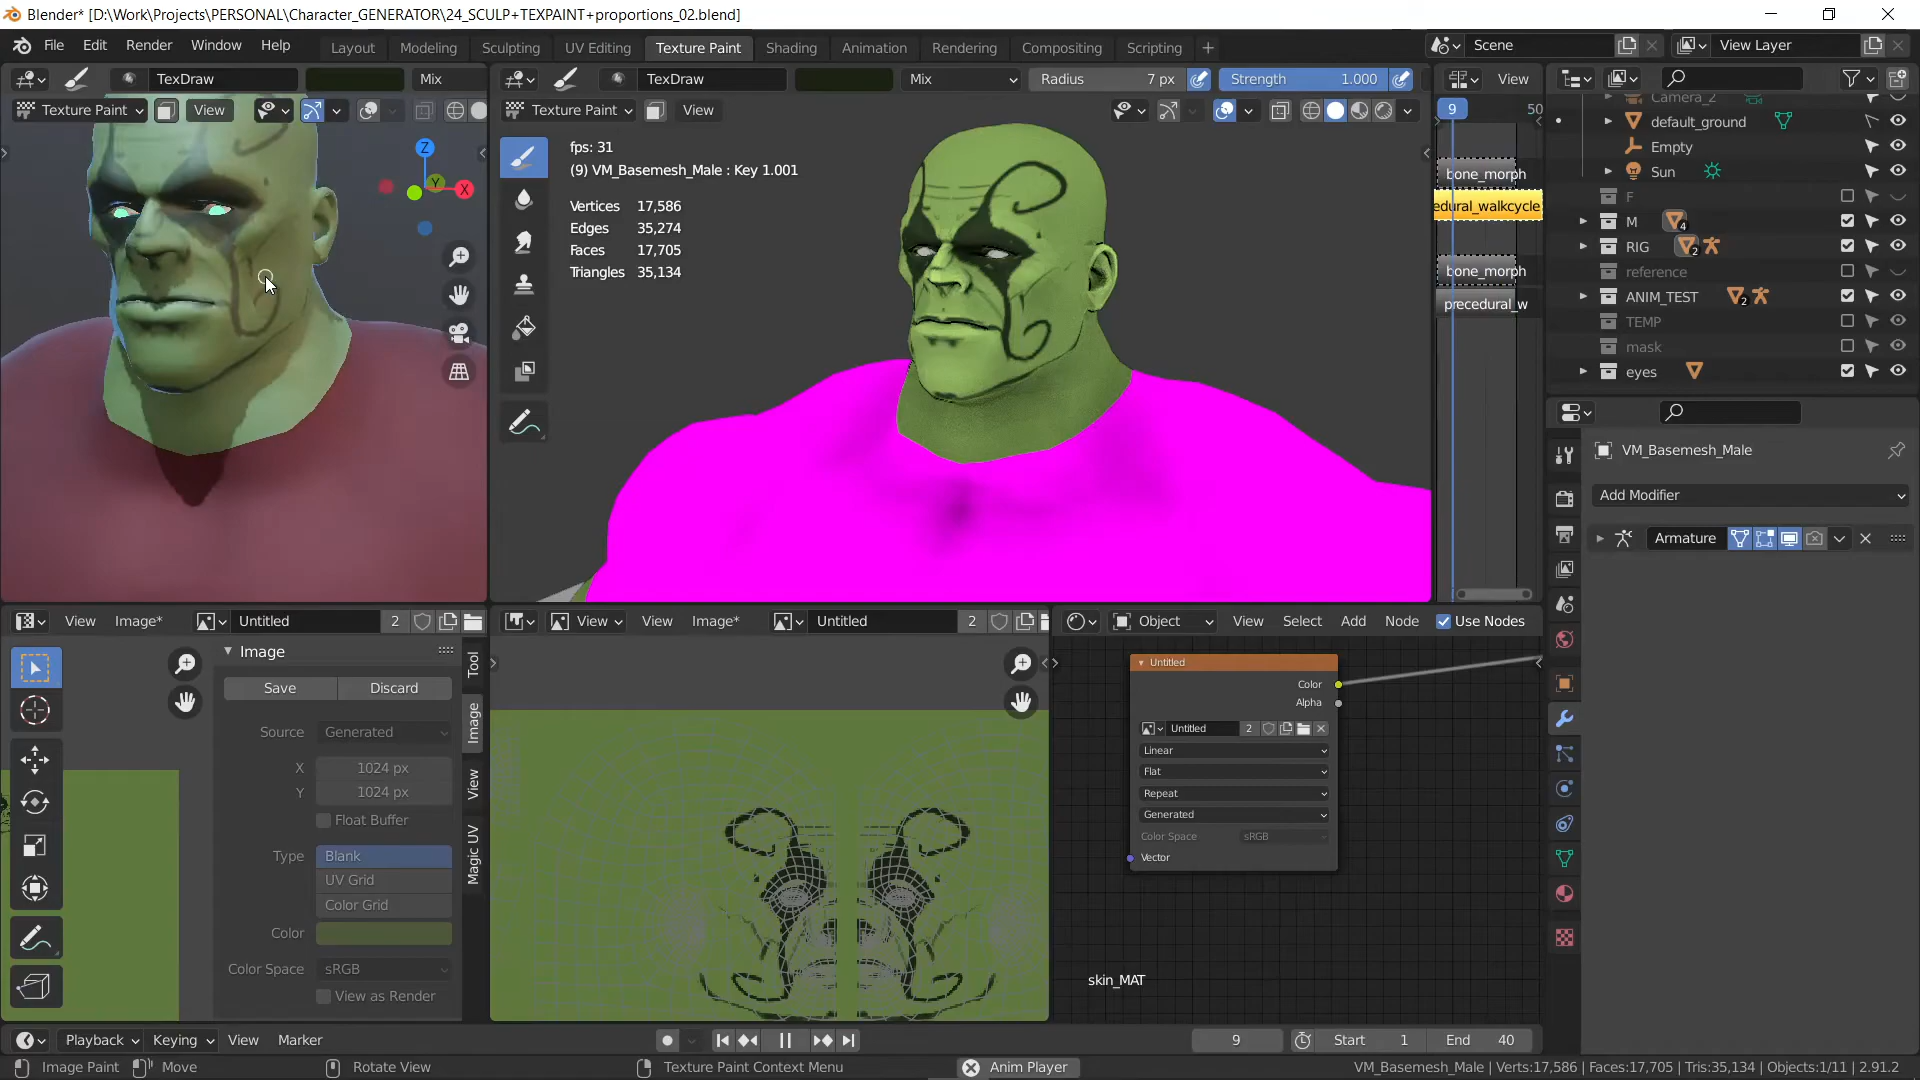 Blender* [D:\Work\Projects\PERSONAL\Character_GENERATOR\24_SCULP+TEXPAINT+proportions_02.blend]
File Edit Render Window Help
Layout Modeling Sculpting UV Editing Texture Paint Shading Animation Rendering Compositing Scripting
Scene
View Layer
TexDraw
Mix
TexDraw
Mix
Radius 7 px
Strength 1.000
View
Texture Paint
View
Texture Paint
View
9
50
Camera_2
default_ground
Empty
Sun
F
M
4
RIG
2
reference
ANIM_TEST
2
TEMP
mask
eyes
Z
Y
X
fps: 31
(9) VM_Basemesh_Male : Key 1.001
Vertices 17,586
Edges 35,274
Faces 17,705
Triangles 35,134
bone_morph
edural_walkcycle
bone_morph
precedural_w
VM_Basemesh_Male
Add Modifier
Armature
View
Image*
Untitled
2
View
View
Image*
Untitled
2
Object
View
Select
Add
Node
Use Nodes
Image
Save
Discard
Source Generated
X 1024 px
Y 1024 px
Float Buffer
Type Blank
UV Grid
Color Grid
Color
Color Space sRGB
View as Render
Tool
Image
View
Magic UV
Untitled
Color
Alpha
Untitled
2
Linear
Flat
Repeat
Generated
Color Space sRGB
Vector
skin_MAT
Playback
Keying
View
Marker
9
Start 1
End 40
Image Paint
Move
Rotate View
Texture Paint Context Menu
Anim Player
VM_Basemesh_Male | Verts:17,586 | Faces:17,705 | Tris:35,134 | Objects:1/11 | 2.91.2